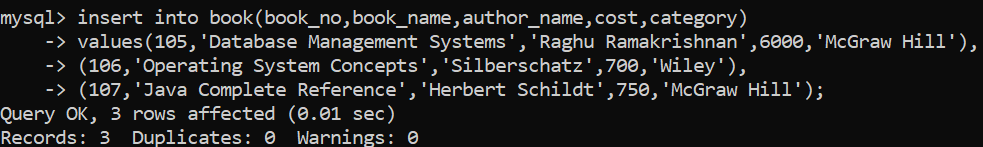 mysql> insert into book(book_no,book_name,author_name,cost,category)
    -> values(105,'Database Management Systems','Raghu Ramakrishnan',6000,'McGraw Hill'),
    -> (106,'Operating System Concepts','Silberschatz',700,'Wiley'),
    -> (107,'Java Complete Reference','Herbert Schildt',750,'McGraw Hill');
Query OK, 3 rows affected (0.01 sec)
Records: 3  Duplicates: 0  Warnings: 0